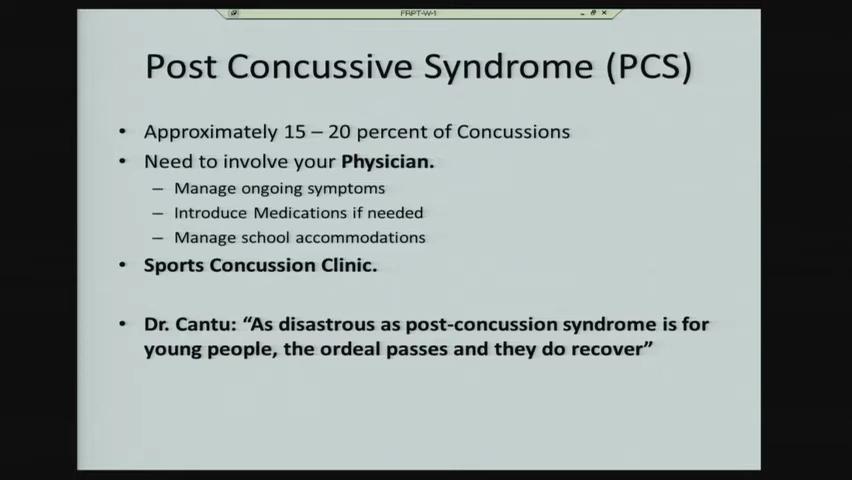 FRPT-W-1
Post Concussive Syndrome (PCS)
• Approximately 15 – 20 percent of Concussions
• Need to involve your Physician.
– Manage ongoing symptoms
– Introduce Medications if needed
– Manage school accommodations
• Sports Concussion Clinic.
• Dr. Cantu: “As disastrous as post-concussion syndrome is for
young people, the ordeal passes and they do recover”